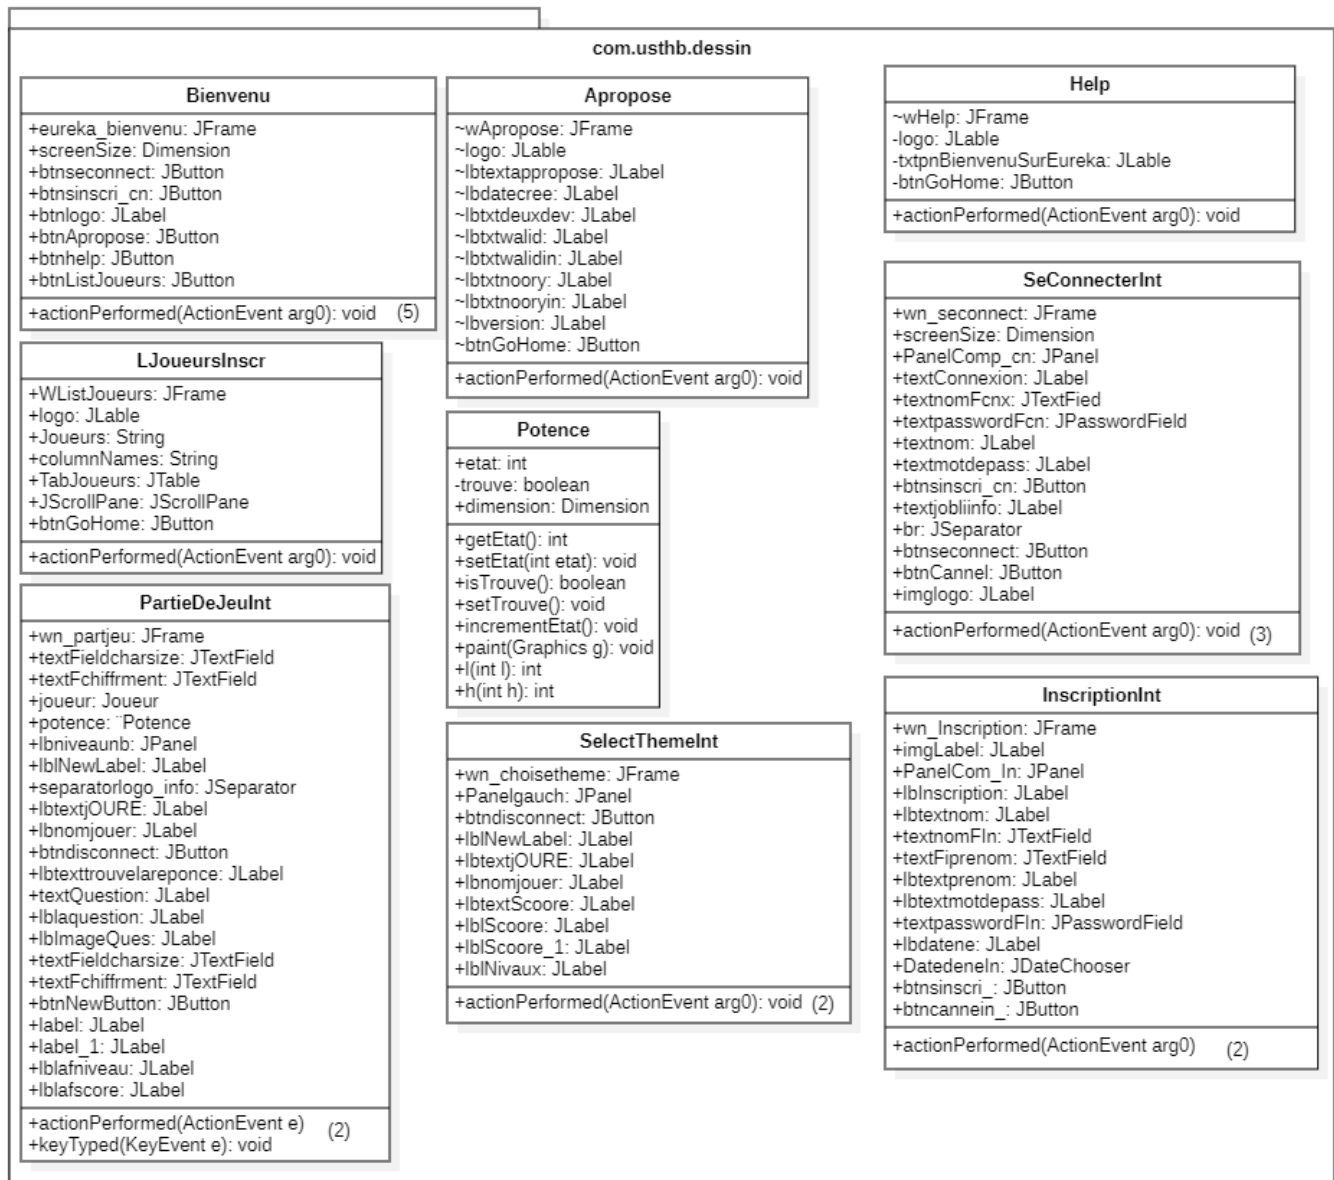 com.usthb.dessin
Bienvenu
+eureka_bienvenu: JFrame
+screenSize: Dimension
+btnseconnect: JButton
+btnsinscri_cn: JButton
+btnlogo: JLabel
+btnApropose: JButton
+btnhelp: JButton
+btnListJoueurs: JButton
+actionPerformed(ActionEvent arg0): void (5)
LJoueursInscr
+WListJoueurs: JFrame
+logo: JLable
+Joueurs: String
+columnNames: String
+TabJoueurs: JTable
+JScrollPane: JScrollPane
+btnGoHome: JButton
+actionPerformed(ActionEvent arg0): void
PartieDeJeuInt
+wn_partjeu: JFrame
+textFieldcharsize: JTextField
+textFchiffrment: JTextField
+joueur: Joueur
+potence: ¨Potence
+lbniveaunb: JPanel
+lblNewLabel: JLabel
+separatorlogo_info: JSeparator
+lbtextjOURE: JLabel
+lbnomjouer: JLabel
+btndisconnect: JButton
+lbtexttrouvelareponce: JLabel
+textQuestion: JLabel
+lblaquestion: JLabel
+lbImageQues: JLabel
+textFieldcharsize: JTextField
+textFchiffrment: JTextField
+btnNewButton: JButton
+label: JLabel
+label_1: JLabel
+lblafniveau: JLabel
+lblafscore: JLabel
+actionPerformed(ActionEvent e) (2)
+keyTyped(KeyEvent e): void
Apropose
~wApropose: JFrame
~logo: JLable
~lbtextappropose: JLabel
~lbdatecree: JLabel
~lbtxtdeuxdev: JLabel
~lbtxtwalid: JLabel
~lbtxtwalidin: JLabel
~lbtxtnoory: JLabel
~lbtxtnooryin: JLabel
~lbversion: JLabel
~btnGoHome: JButton
+actionPerformed(ActionEvent arg0): void
Potence
+etat: int
-trouve: boolean
+dimension: Dimension
+getEtat(): int
+setEtat(int etat): void
+isTrouve(): boolean
+setTrouve(): void
+incrementEtat(): void
+paint(Graphics g): void
+l(int l): int
+h(int h): int
SelectThemeInt
+wn_choisetheme: JFrame
+Panelgauch: JPanel
+btndisconnect: JButton
+lblNewLabel: JLabel
+lbtextjOURE: JLabel
+lbnomjouer: JLabel
+lbtextScoore: JLabel
+lblScoore: JLabel
+lblScoore_1: JLabel
+lblNivaux: JLabel
+actionPerformed(ActionEvent arg0): void (2)
Help
~wHelp: JFrame
-logo: JLable
-txtpnBienvenuSurEureka: JLable
-btnGoHome: JButton
+actionPerformed(ActionEvent arg0): void
SeConnecterInt
+wn_seconnect: JFrame
+screenSize: Dimension
+PanelComp_cn: JPanel
+textConnexion: JLabel
+textnomFcnx: JTextFied
+textpasswordFcn: JPasswordField
+textnom: JLabel
+textmotdepass: JLabel
+btnsinscri_cn: JButton
+textjobliinfo: JLabel
+br: JSeparator
+btnseconnect: JButton
+btnCannel: JButton
+imglogo: JLabel
+actionPerformed(ActionEvent arg0): void (3)
InscriptionInt
+wn_Inscription: JFrame
+imgLabel: JLabel
+PanelCom_In: JPanel
+lbInscription: JLabel
+lbtextnom: JLabel
+textnomFIn: JTextField
+textFiprenom: JTextField
+lbtextprenom: JLabel
+lbtextmotdepass: JLabel
+textpasswordFIn: JPasswordField
+lbdatene: JLabel
+DatedeneIn: JDateChooser
+btnsinscri_: JButton
+btncannein_: JButton
+actionPerformed(ActionEvent arg0) (2)